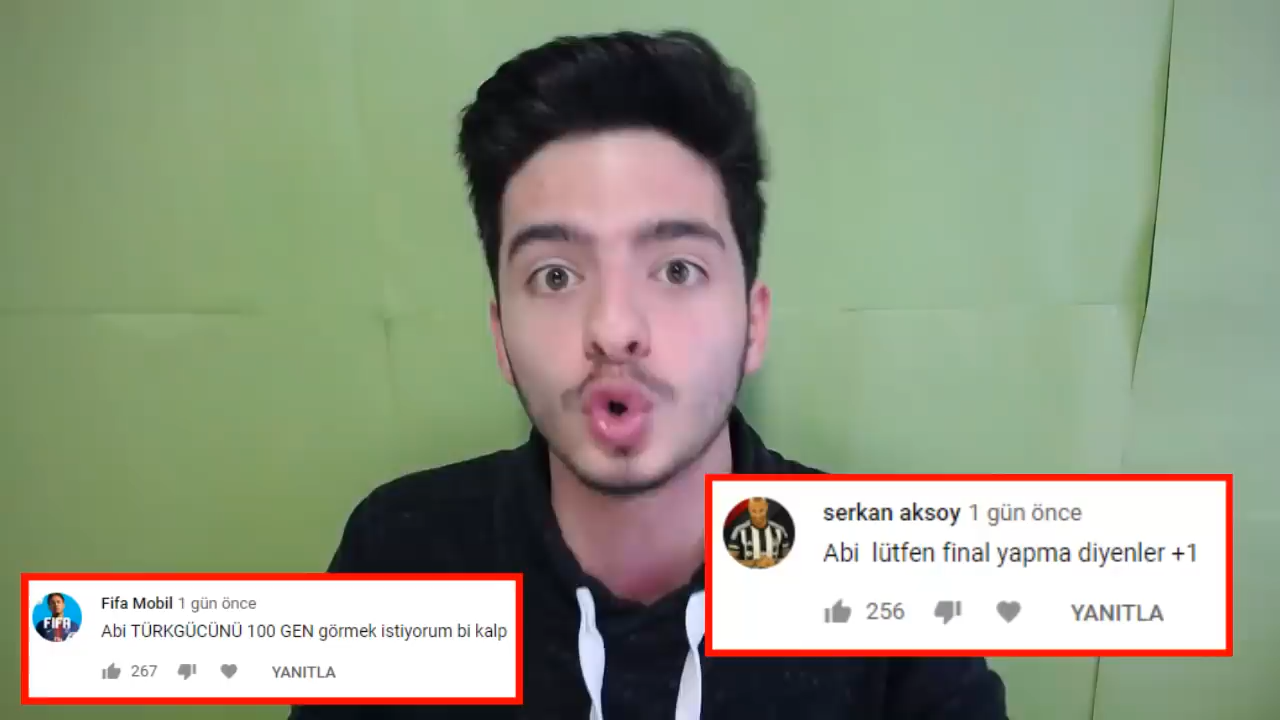 serkan aksoy 1 gün önce
Abi lütfen final yapma diyenler +1
256 YANITLA
FIFA
Fifa Mobil 1 gün önce
Abi TÜRKGÜCÜNÜ 100 GEN görmek istiyorum bi kalp
267 YANITLA